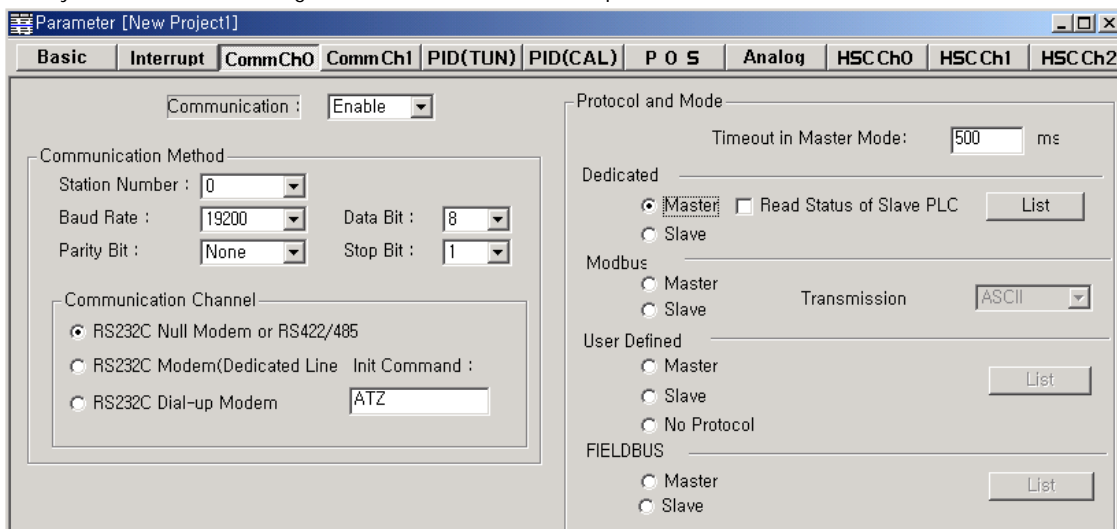 Parameter [New Project1]
Basic Interrupt CommCh0 CommCh1 PID(TUN) PID(CAL) P O S Analog HSCCh0 HSCCh1 HSCCh2
Communication : Enable
Communication Method
Station Number : 0
Baud Rate : 19200 Data Bit : 8
Parity Bit : None Stop Bit : 1
Communication Channel
RS232C Null Modem or RS422/485
RS232C Modem(Dedicated Line Init Command :
RS232C Dial-up Modem ATZ
Protocol and Mode
Timeout in Master Mode: 500 ms
Dedicated
Master Read Status of Slave PLC List
Slave
Modbus
Master
Transmission ASCII
Slave
User Defined
Master
List
Slave
No Protocol
FIELDBUS
Master List
Slave